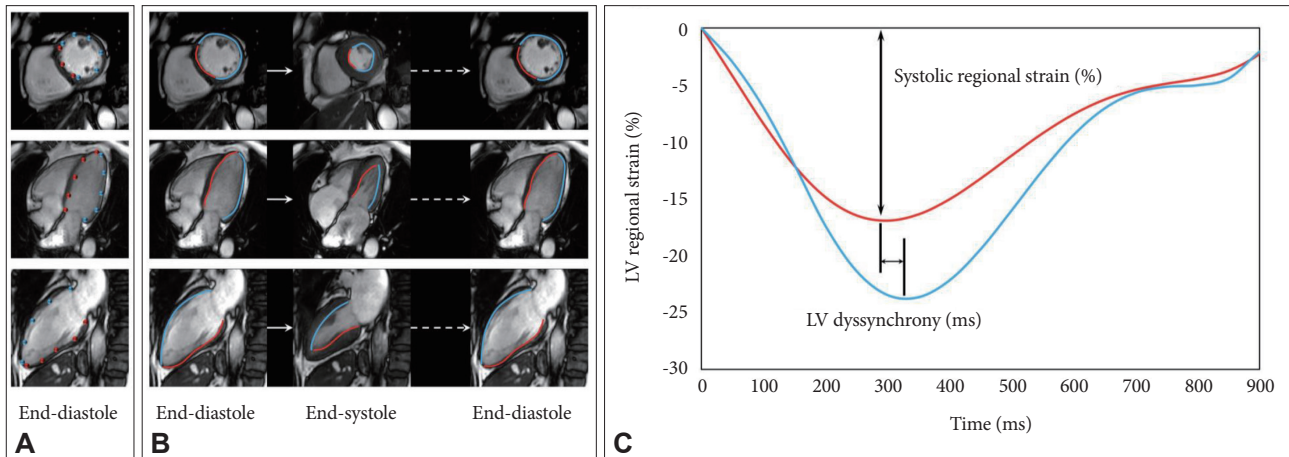 End-diastole
A
End-diastole End-systole End-diastole
B
0
-5
-10
-15
-20
-25
-30
LV regional strain (%)
Systolic regional strain (%)
LV dyssynchrony (ms)
0 100 200 300 400 500 600 700 800 900
Time (ms)
C